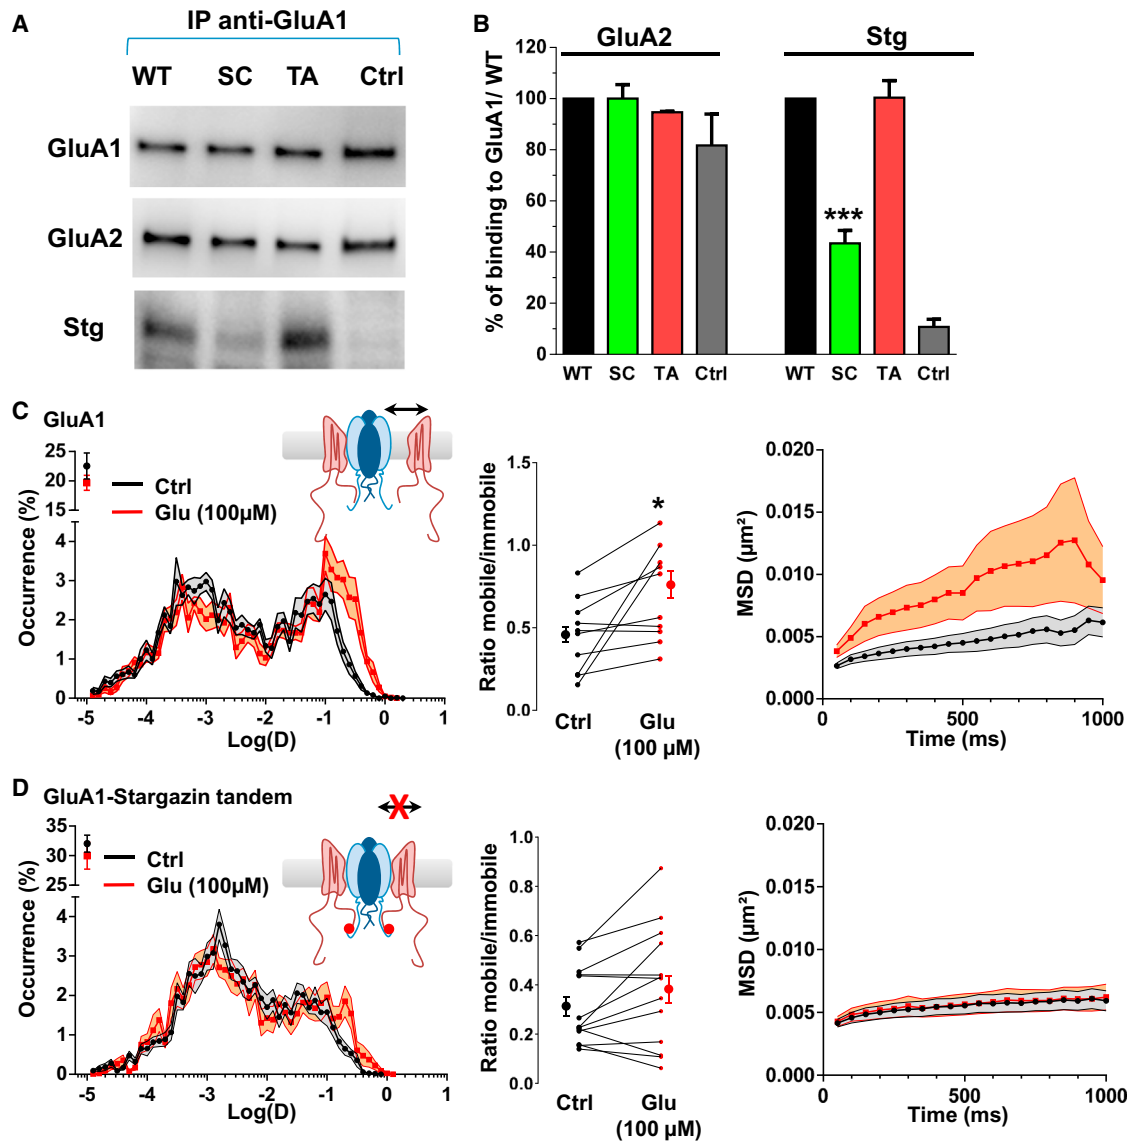 A
IP anti-GluA1
WT SC TA Ctrl
GluA1
GluA2
Stg
B
GluA2 Stg
% of binding to GluA1/ WT
120
100
80
60
40
20
0
***
WT SC TA Ctrl WT SC TA Ctrl
C
GluA1
Occurrence (%)
25
20
15
4
3
2
1
0
Ctrl
Glu (100µM)
-5 -4 -3 -2 -1 0 1
Log(D)
Ratio mobile/immobile
1.5
1.0
0.5
0.0
*
Ctrl Glu
(100 µM)
MSD (µm²)
0.020
0.015
0.010
0.005
0.000
0 500 1000
Time (ms)
D
GluA1-Stargazin tandem
X
Occurrence (%)
35
30
25
4
3
2
1
0
Ctrl
Glu (100µM)
-5 -4 -3 -2 -1 0 1
Log(D)
Ratio mobile/immobile
1.0
0.8
0.6
0.4
0.2
0.0
Ctrl Glu
(100 µM)
MSD (µm²)
0.020
0.015
0.010
0.005
0.000
0 500 1000
Time (ms)